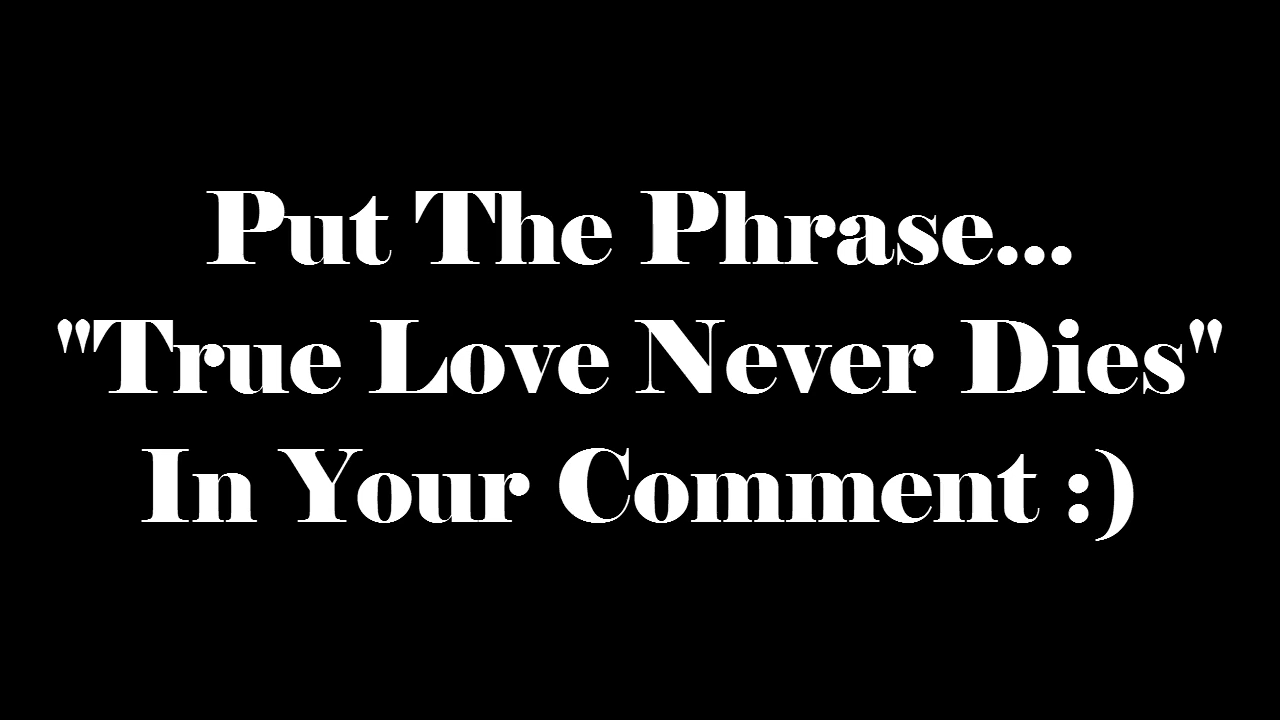 Put The Phrase...
"True Love Never Dies"
In Your Comment :)